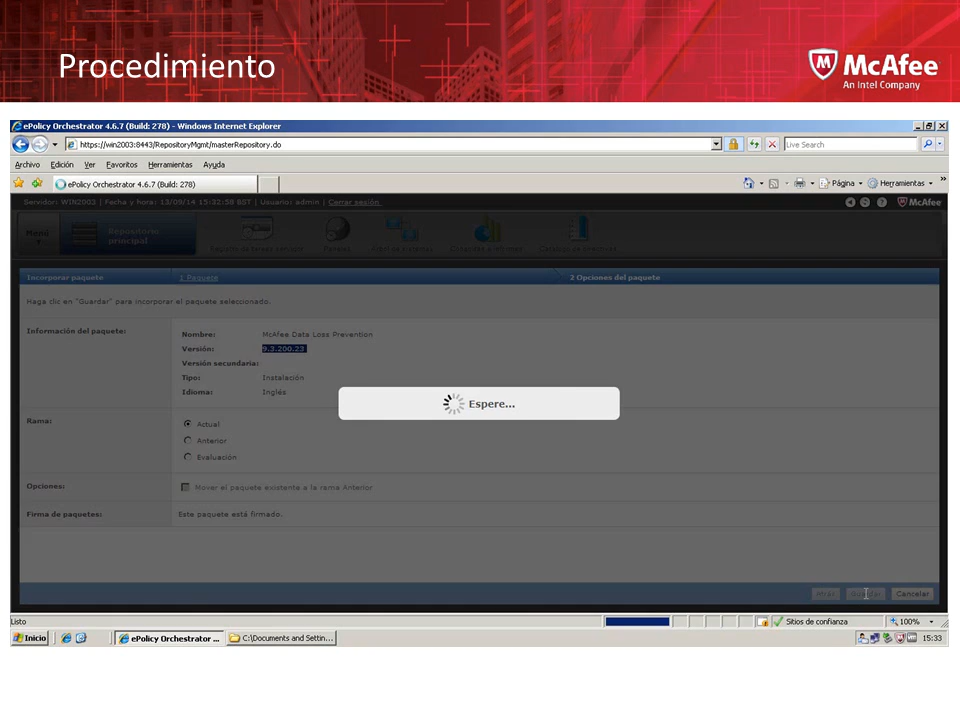 Procedimiento
McAfee
An Intel Company
ePolicy Orchestrator 4.6.7 (Build: 278) - Windows Internet Explorer
https://win2003:8443/RepositoryMgmt/masterRepository.do
Live Search
Archivo Edición Ver Favoritos Herramientas Ayuda
ePolicy Orchestrator 4.6.7 (Build: 278)
Página Herramientas »
Servidor: WIN2003 | Fecha y hora: 13/09/14 15:32:58 BST | Usuario: admin | Cerrar sesión
McAfee
Menú
Repositorio principal
Incorporar paquete 1 Paquete 2 Opciones del paquete
Haga clic en "Guardar" para incorporar el paquete seleccionado.
Información del paquete:
Nombre: McAfee Data Loss Prevention
Versión: 9.3.200.23
Versión secundaria:
Tipo: Instalación
Idioma: Inglés
Espere...
Rama:
Actual
Anterior
Evaluación
Opciones: Mover el paquete existente a la rama Anterior
Firma de paquetes: Este paquete está firmado.
Atrás Guardar Cancelar
Listo
Sitios de confianza
100%
Inicio
ePolicy Orchestrator ...
C:\Documents and Settin...
15:33